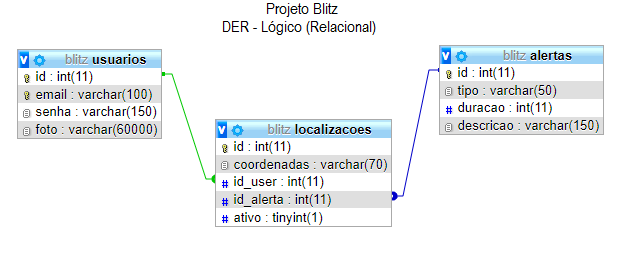 Projeto Blitz
DER - Lógico (Relacional)
v blitz usuarios
id : int(11)
email : varchar(100)
senha : varchar(150)
foto : varchar(60000)
v blitz localizacoes
id : int(11)
coordenadas : varchar(70)
# id_user : int(11)
# id_alerta : int(11)
# ativo : tinyint(1)
v blitz alertas
id : int(11)
tipo : varchar(50)
# duracao : int(11)
descricao : varchar(150)